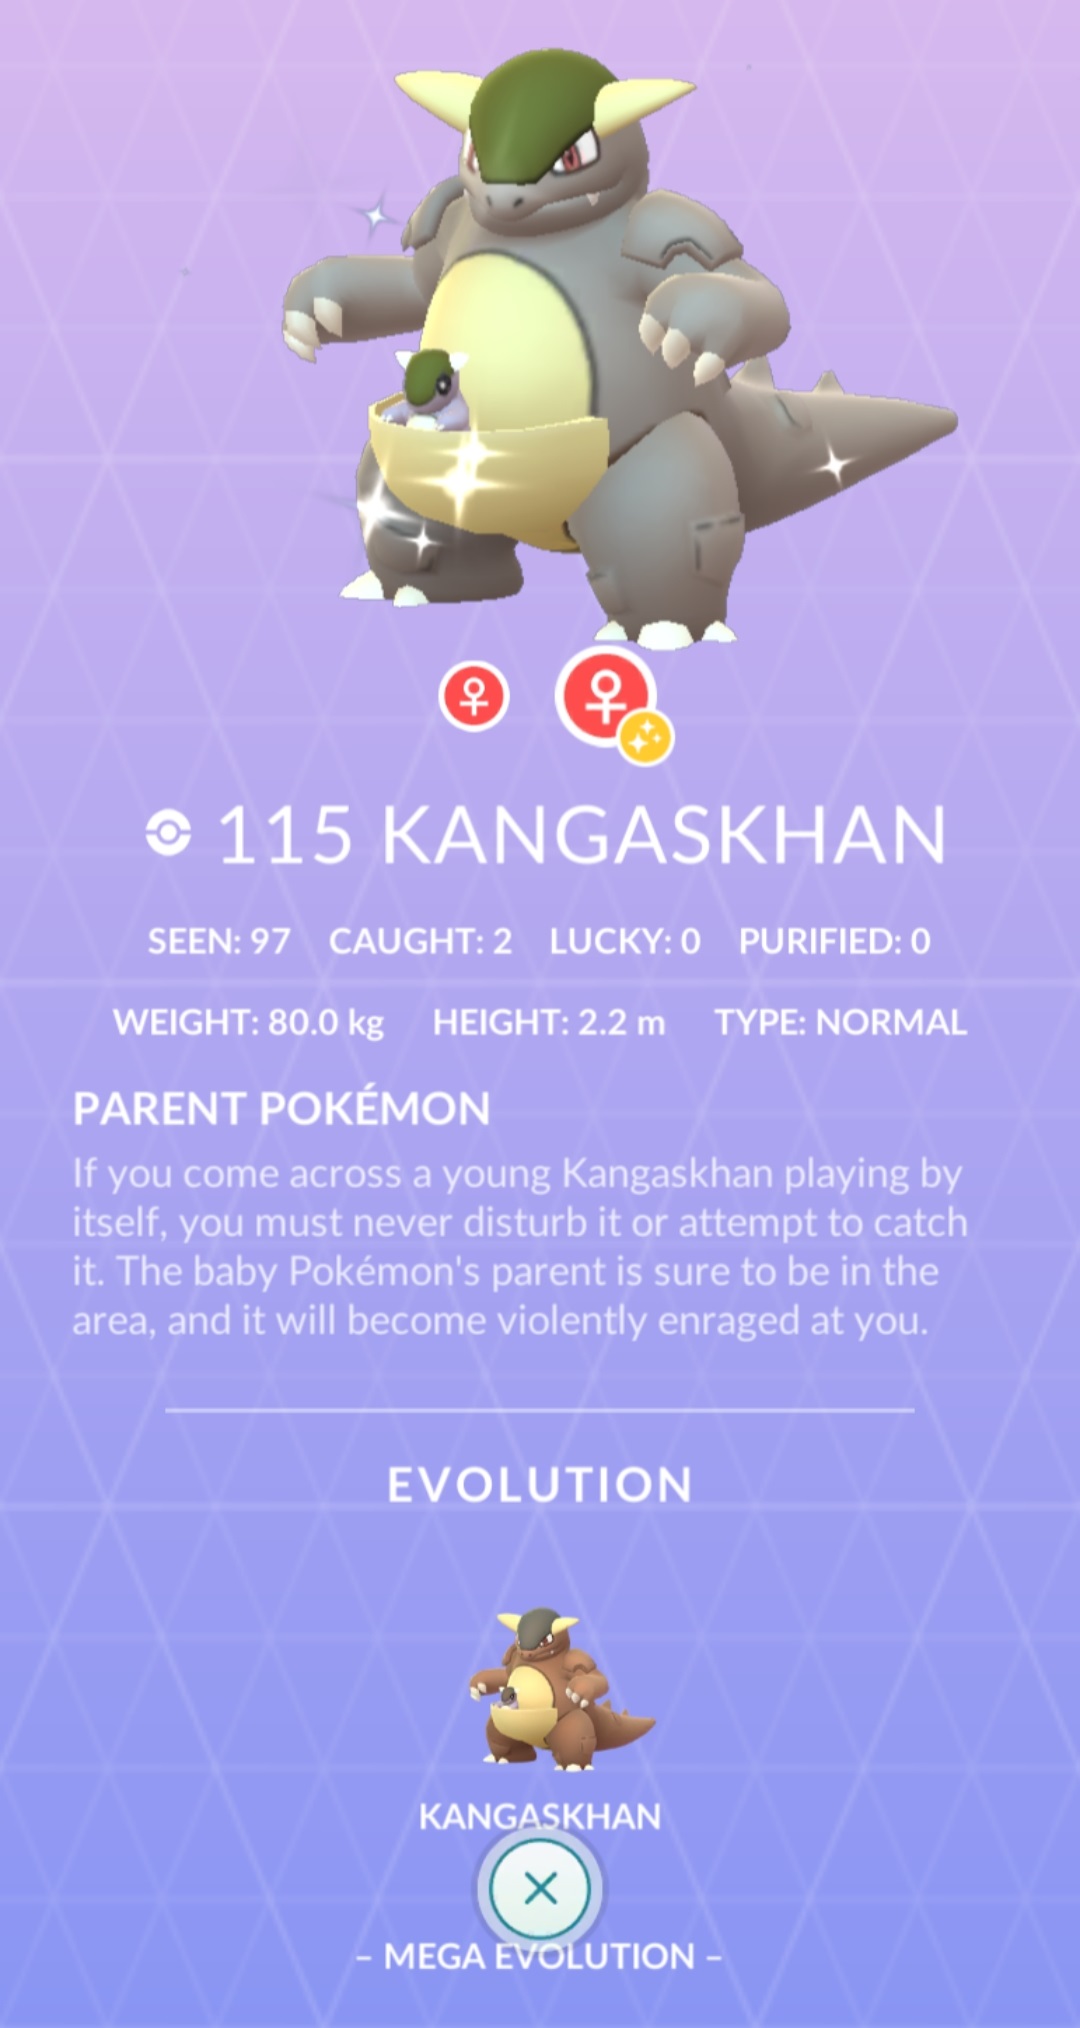 115 KANGASKHAN
SEEN: 97 CAUGHT: 2 LUCKY: 0 PURIFIED: 0
WEIGHT: 80.0 kg HEIGHT: 2.2 m TYPE: NORMAL
PARENT POKÉMON
If you come across a young Kangaskhan playing by
itself, you must never disturb it or attempt to catch
it. The baby Pokémon's parent is sure to be in the
area, and it will become violently enraged at you.
EVOLUTION
KANGASKHAN
– MEGA EVOLUTION –